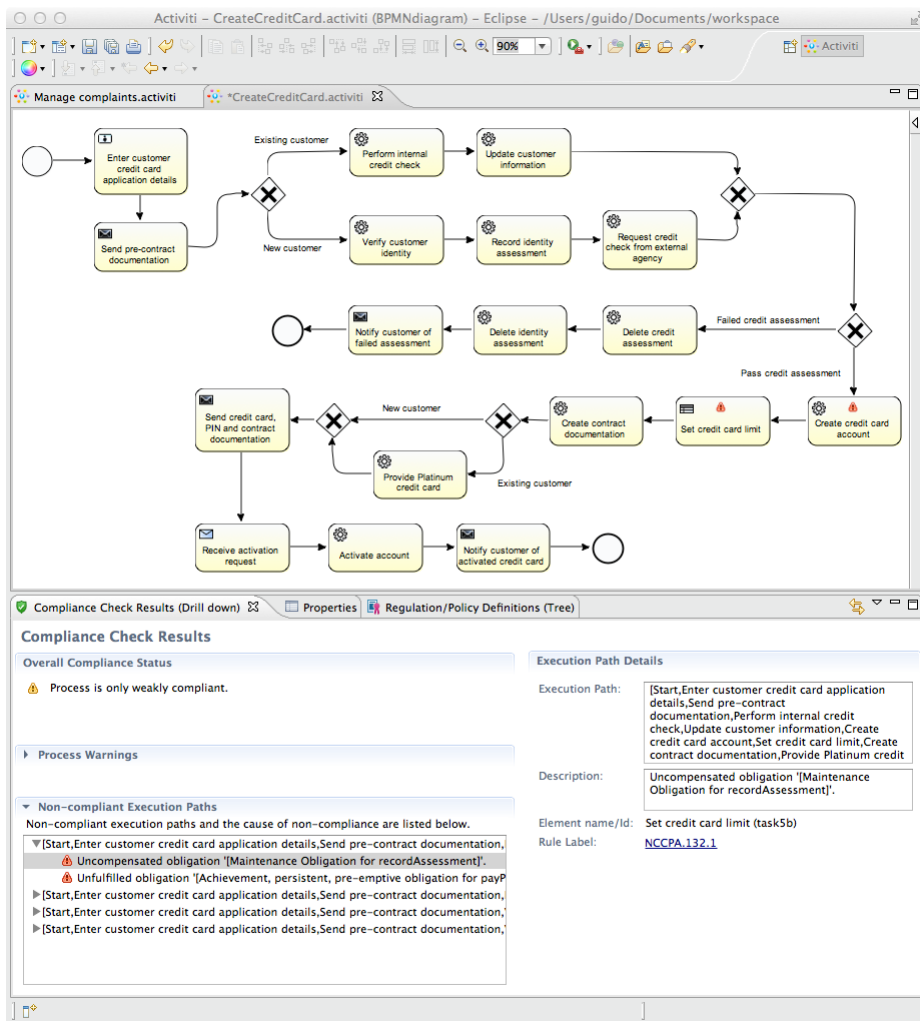 Activiti – CreateCreditCard.activiti (BPMNdiagram) – Eclipse – /Users/guido/Documents/workspace
90%
Activiti
Manage complaints.activiti
*CreateCreditCard.activiti
Enter customer
credit card
application details
Send pre-contract
documentation
Existing customer
New customer
Perform internal
credit check
Update customer
information
Verify customer
identity
Record identity
assessment
Request credit
check from external
agency
Failed credit assessment
Pass credit assessment
Notify customer of
failed assessment
Delete identity
assessment
Delete credit
assessment
Send credit card,
PIN and contract
documentation
New customer
Existing customer
Provide Platinum
credit card
Create contract
documentation
Set credit card limit
Create credit card
account
Receive activation
request
Activate account
Notify customer of
activated credit card
Compliance Check Results (Drill down)
Properties
Regulation/Policy Definitions (Tree)
Compliance Check Results
Overall Compliance Status
Process is only weakly compliant.
Process Warnings
Non-compliant Execution Paths
Non-compliant execution paths and the cause of non-compliance are listed below.
[Start,Enter customer credit card application details,Send pre-contract documentation,
Uncompensated obligation '[Maintenance Obligation for recordAssessment]'.
Unfulfilled obligation '[Achievement, persistent, pre-emptive obligation for payP
[Start,Enter customer credit card application details,Send pre-contract documentation,
[Start,Enter customer credit card application details,Send pre-contract documentation,
[Start,Enter customer credit card application details,Send pre-contract documentation,
Execution Path Details
Execution Path:
[Start,Enter customer credit card application
details,Send pre-contract
documentation,Perform internal credit
check,Update customer information,Create
credit card account,Set credit card limit,Create
contract documentation,Provide Platinum credit
Description:
Uncompensated obligation '[Maintenance
Obligation for recordAssessment]'.
Element name/Id: Set credit card limit (task5b)
Rule Label: NCCPA.132.1